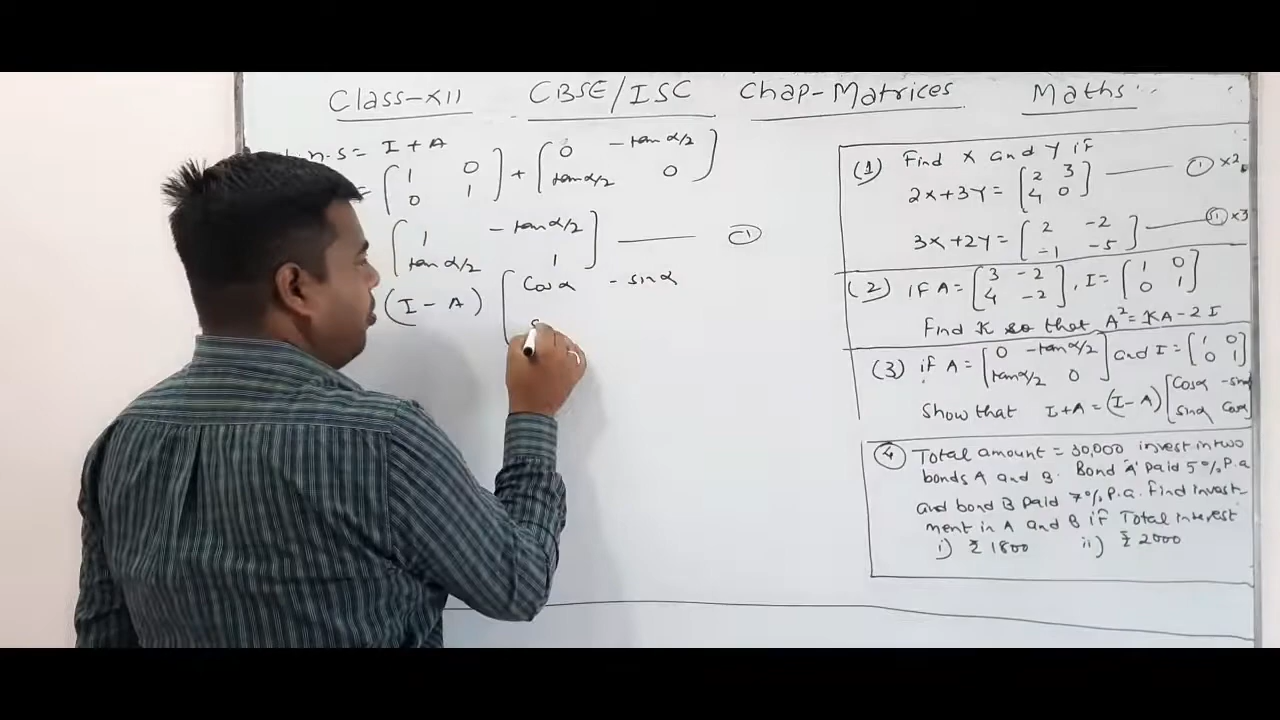 Class-XII CBSE/ISC Chap-Matrices Maths
= I + A
= [1 0 0 1] + [0 - tan α/2 tan α/2 0]
[1 - tan α/2 tan α/2 1] —— ①
(I - A) [Cos α - sin α
(1) Find X and Y if
2x+3Y = [2 3 4 0] —— ① ×2
3x+2Y = [2 -2 -1 -5] —— ⑪ ×3
(2) if A = [3 -2 4 -2], I = [1 0 0 1]
Find K so that A² = KA - 2 I
(3) if A = [0 -tan α/2 tan α/2 0] and I = [1 0 0 1]
Show that I+A = (I-A) [Cos α -sin sin α Cos α]
④ Total amount = 30,000 invest in two
bonds A and B. Bond 'A' Paid 5%P.a
and bond B paid 7% P.a. Find invest-
ment in A and B if Total interest
i) ₹ 1800 ii) ₹ 2000